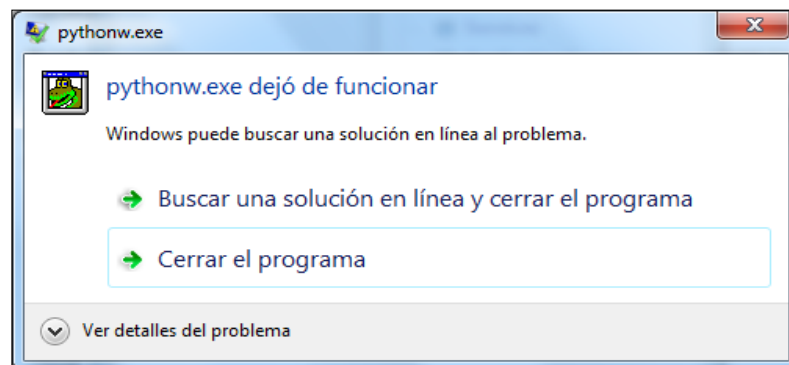 pythonw.exe
pythonw.exe dejó de funcionar
Windows puede buscar una solución en línea al problema.
Buscar una solución en línea y cerrar el programa
Cerrar el programa
Ver detalles del problema